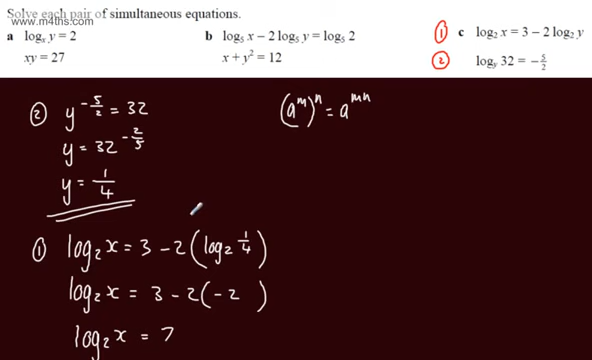 www.m4ths.com
Solve each pair of simultaneous equations.
a logₓ y = 2
xy = 27
b log₅ x − 2 log₅ y = log₅ 2
x + y² = 12
① c log₂ x = 3 − 2 log₂ y
② log_y 32 = −5/2
② y^(−5/2) = 32
y = 32^(−2/5)
y = 1/4
(a^m)^n = a^(mn)
① log₂ x = 3 − 2(log₂ 1/4)
log₂ x = 3 − 2(−2)
log₂ x = 7